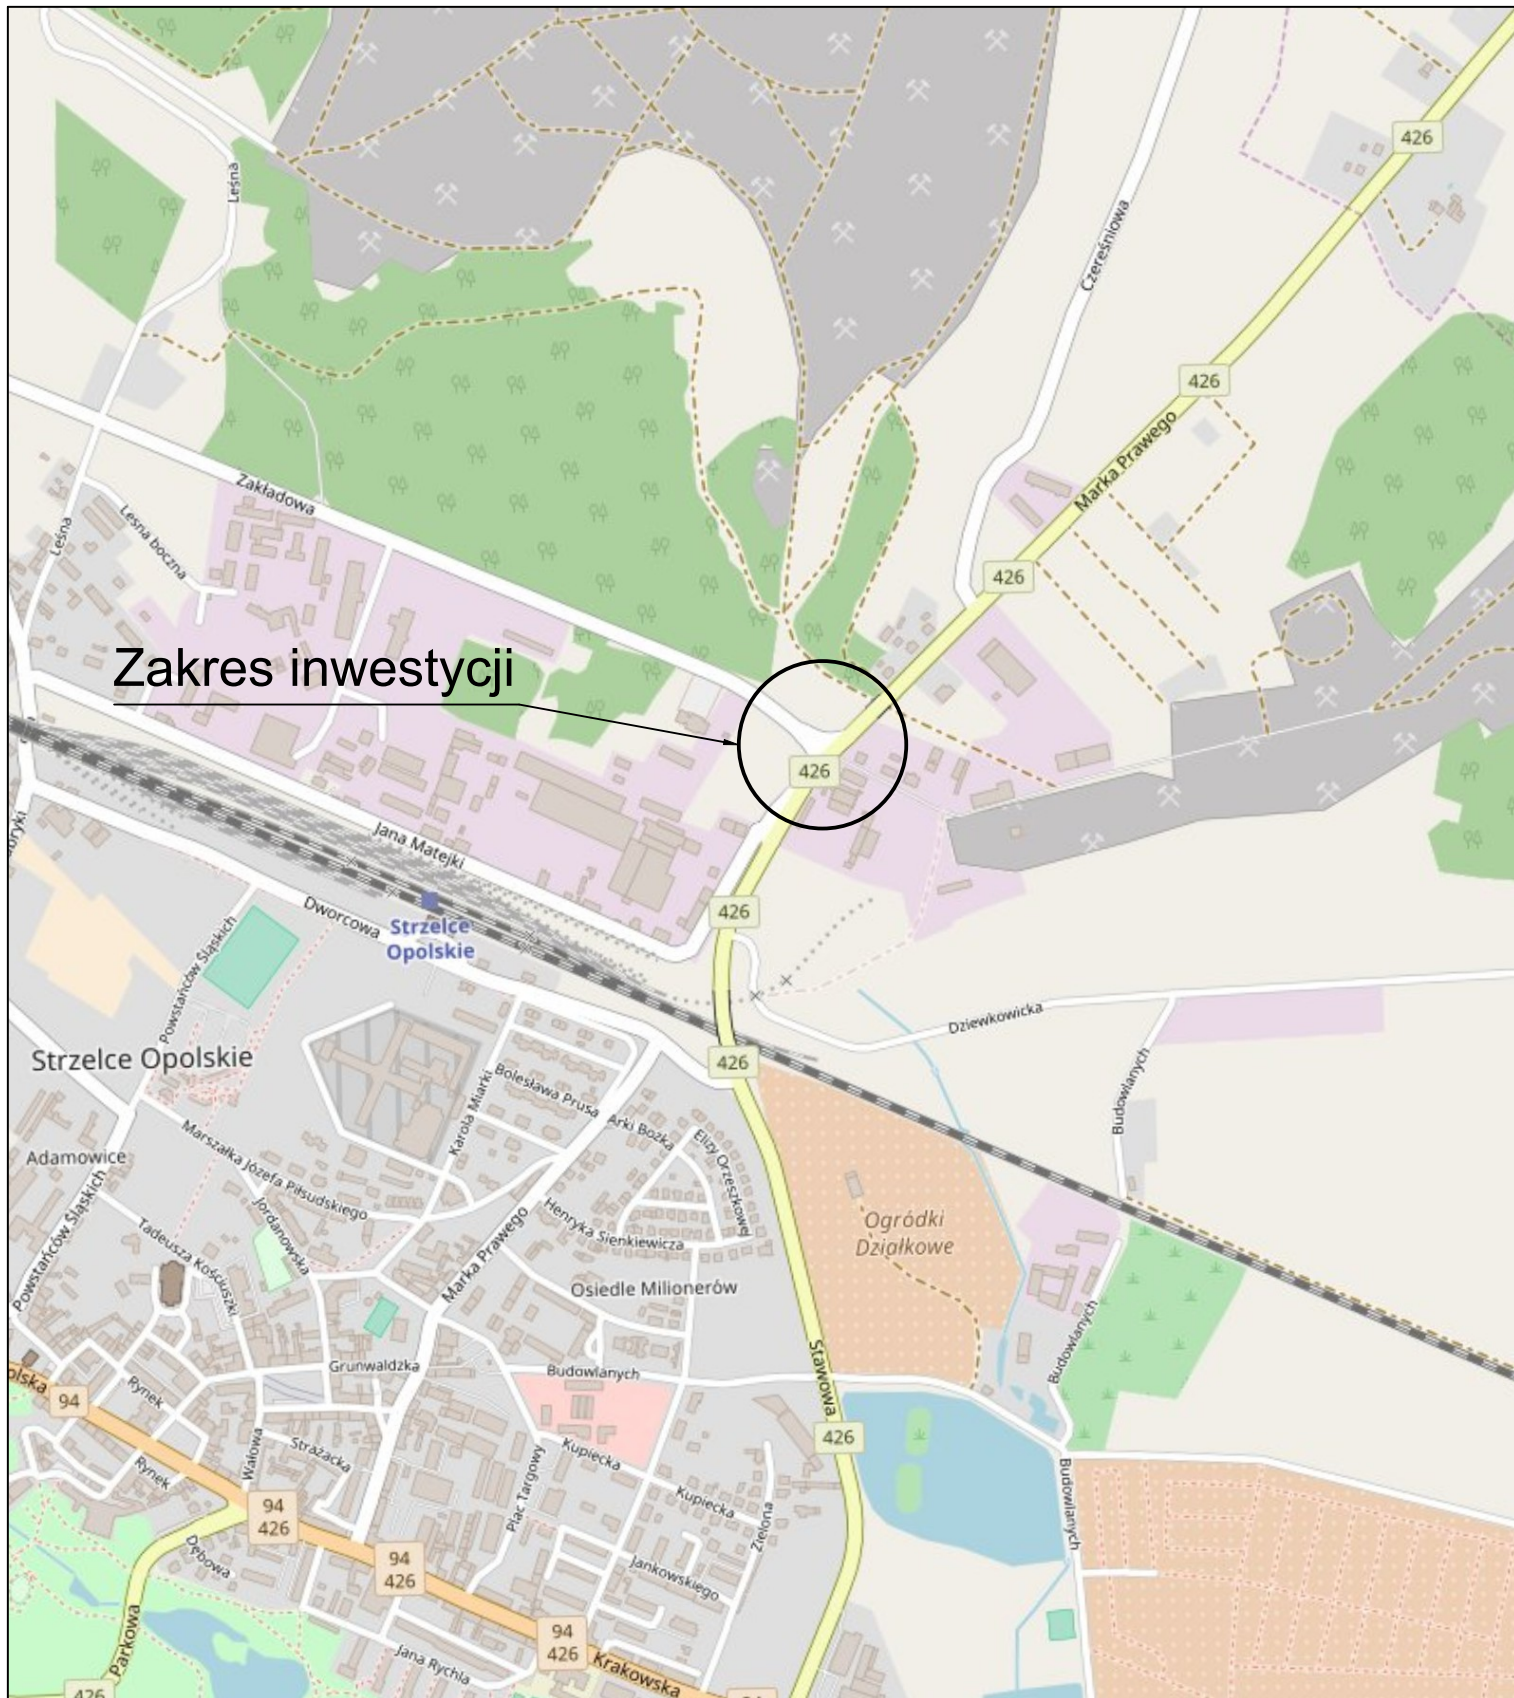 426
Leśna
Czereśniowa
426
Marka Prawego
Zakładowa
Leśna
Leśna boczna
426
Zakres inwestycji
426
Jana Matejki
Dworcowa
Strzelce
Opolskie
426
Powstańców Śląskich
Dziewkowicka
Strzelce Opolskie
426
Budowlanych
Karola Miarki
Bolesława Prusa
Arki Bożka
Elizy Orzeszkowej
Marszałka Józefa Piłsudskiego
Adamowice
Powstańców Śląskich
Jordanowska
Tadeusza Kościuszki
Marka Prawego
Henryka Sienkiewicza
Ogródki
Działkowe
Osiedle Milionerów
Budowlanych
Stawowa
Grunwaldzka
Budowlanych
olska
94
Rynek
Rynek
Wałowa
Strażacka
Plac Targowy
Kupiecka
Kupiecka
Zielona
426
Budowlanych
94
426
Dębowa
94
426
Jankowskiego
Parkowa
94
426
Jana Rychla
Krakowska
426
94